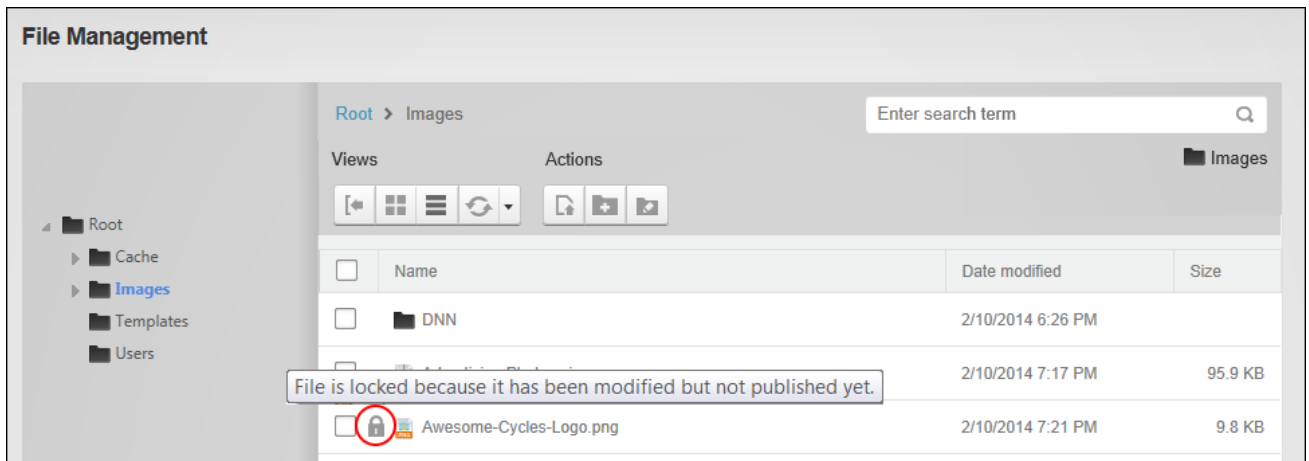 File Management
Root > Images
Enter search term
Views
Actions
Images
Root
Cache
Images
Templates
Users
Name
Date modified
Size
DNN
2/10/2014 6:26 PM
2/10/2014 7:17 PM
95.9 KB
File is locked because it has been modified but not published yet.
Awesome-Cycles-Logo.png
2/10/2014 7:21 PM
9.8 KB